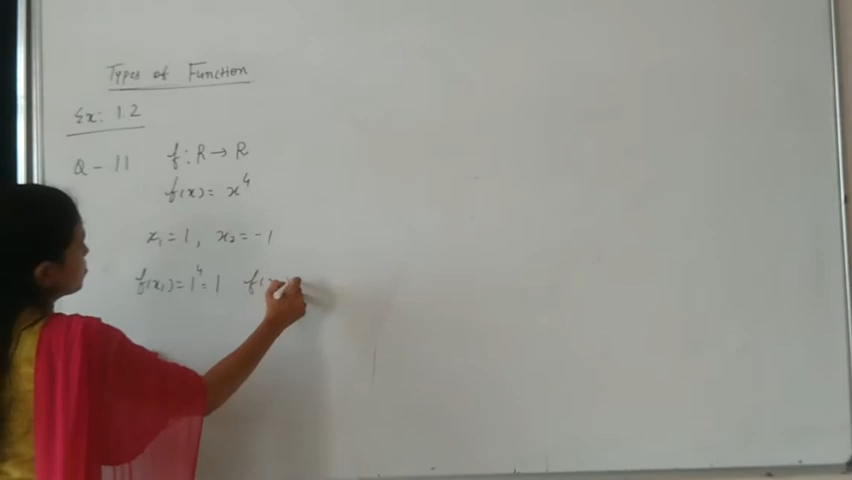 Types of Function
Ex: 1.2
Q - 11 f: R → R
f(x) = x⁴
x₁ = 1, x₂ = -1
f(x₁) = 1⁴ = 1 f(